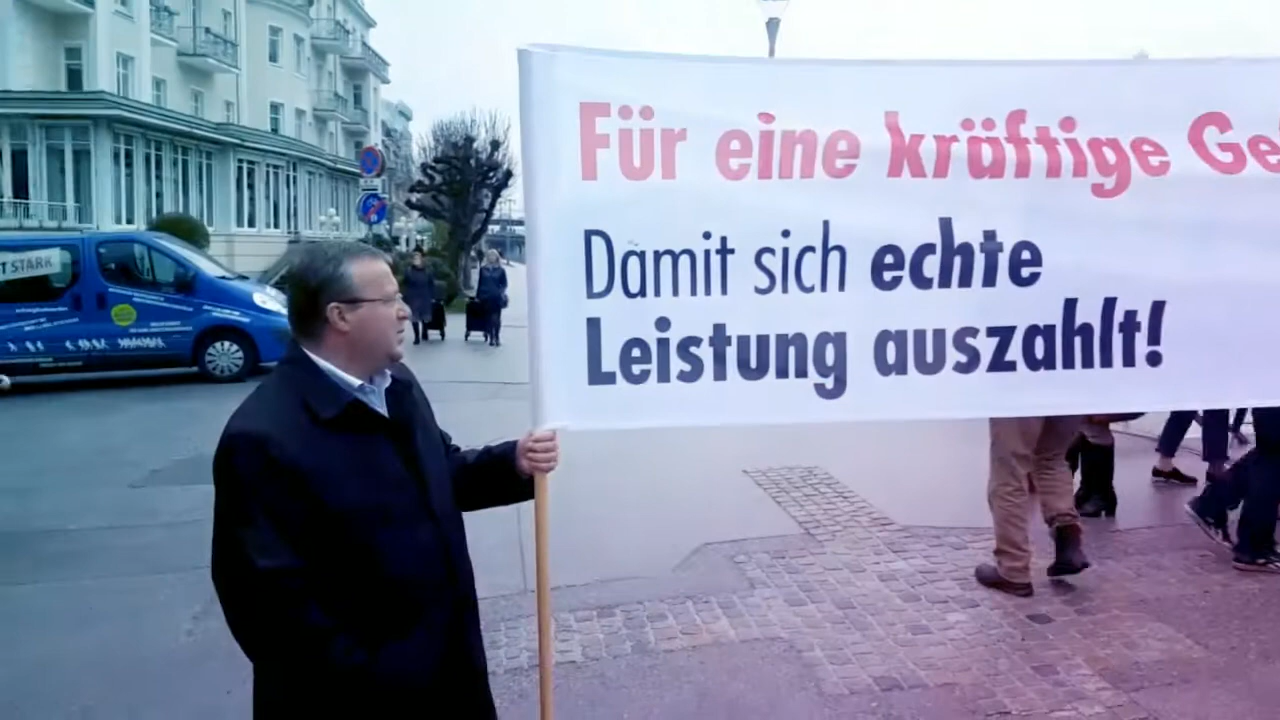 T STARK
Für eine kräftige Ge
Damit sich echte
Leistung auszahlt!